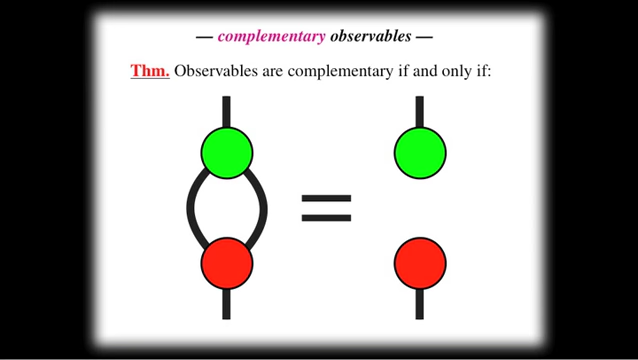 — complementary observables —
Thm. Observables are complementary if and only if:
=